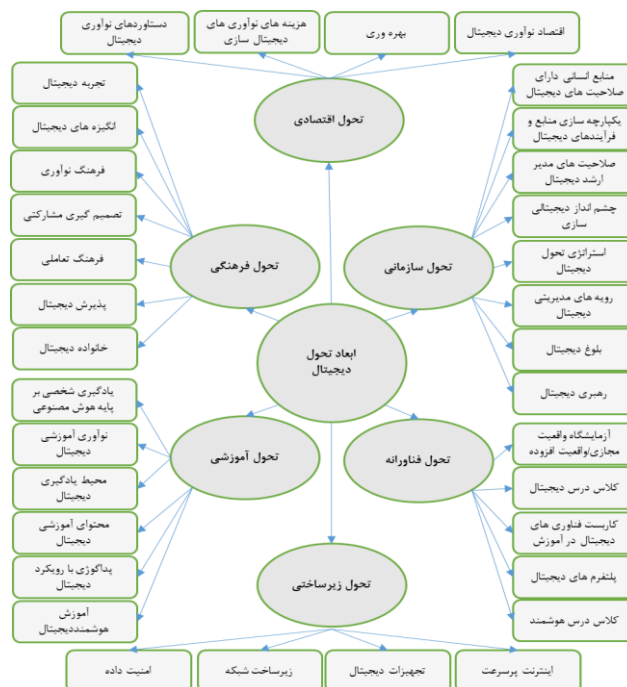 اقتصاد نوآوری دیجیتال
بهره وری
هزینه های نوآوری های
دیجیتال سازی
دستاوردهای نوآوری
دیجیتال
تحول اقتصادی
منابع انسانی دارای
صلاحیت های دیجیتال
یکپارچه سازی منابع و
فرآیندهای دیجیتال
صلاحیت های مدیر
ارشد دیجیتال
چشم انداز دیجیتالی
سازی
استراتژی تحول
دیجیتال
رویه های مدیریتی
دیجیتال
بلوغ دیجیتال
رهبری دیجیتال
تحول سازمانی
تحول فرهنگی
تجربه دیجیتال
انگیزه های دیجیتال
فرهنگ نوآوری
تصمیم گیری مشارکتی
فرهنگ تعاملی
پذیرش دیجیتال
خانواده دیجیتال
ابعاد تحول
دیجیتال
تحول فناورانه
آزمایشگاه واقعیت
مجازی/واقعیت افزوده
کلاس درس دیجیتال
کاربست فناوری های
دیجیتال در آموزش
پلتفرم های دیجیتال
کلاس درس هوشمند
تحول آموزشی
یادگیری شخصی بر
پایه هوش مصنوعی
نوآوری آموزشی
دیجیتال
محیط یادگیری
دیجیتال
محتوای آموزشی
دیجیتال
پداگوژی با رویکرد
دیجیتال
آموزش
هوشمنددیجیتال
تحول زیرساختی
اینترنت پرسرعت
تجهیزات دیجیتال
زیرساخت شبکه
امنیت داده